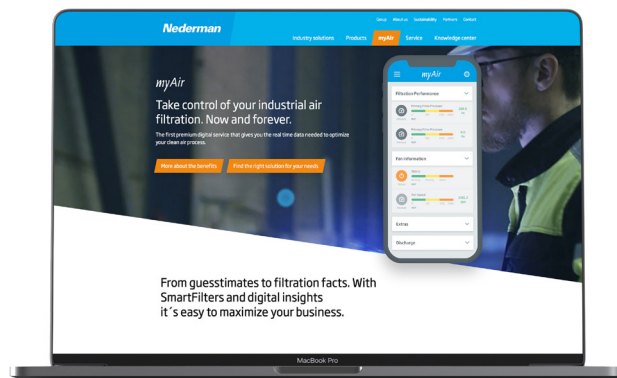 Group About us Sustainability Partners Contact
Nederman
Industry solutions Products myAir Service Knowledge center
myAir
Take control of your industrial air
filtration. Now and forever.
The first premium digital service that gives you the real time data needed to optimize
your clean air process.
More about the benefits Find the right solution for your needs
myAir
Filtration Performance
Fan information
Extras
Discharge
From guesstimates to filtration facts. With
SmartFilters and digital insights
it´s easy to maximize your business.
MacBook Pro